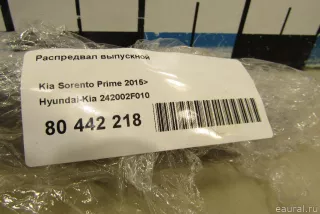 Распредвал выпускной
Kia Sorento Prime 2015>
Hyundai-Kia 242002F010
80 442 218
eaural.ru